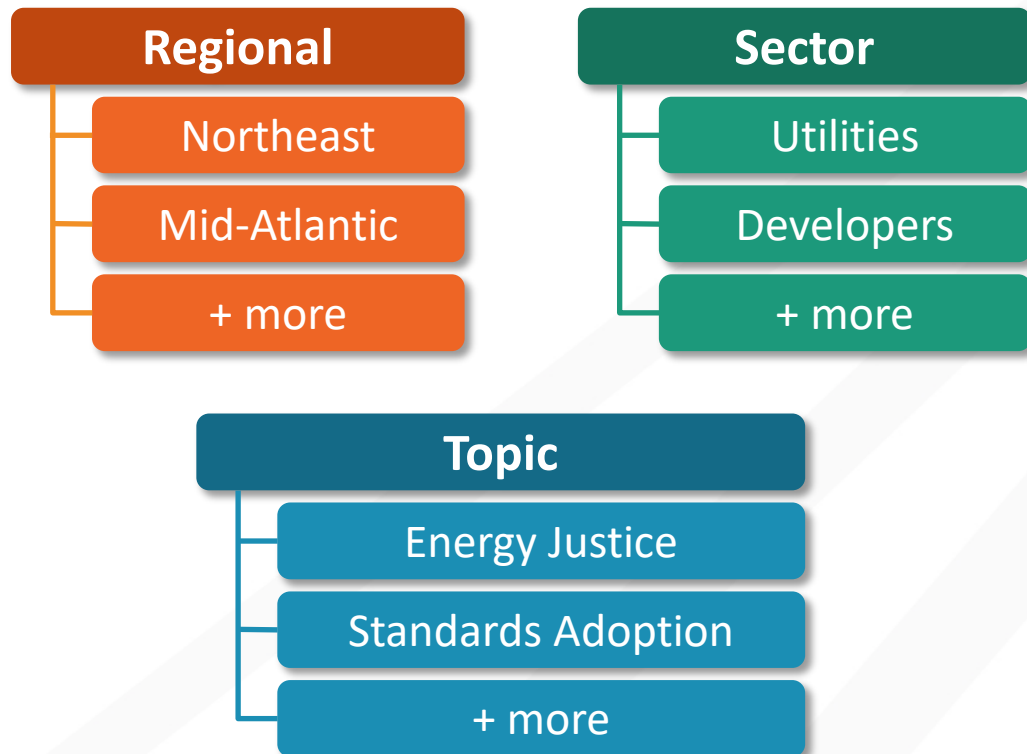 Regional
Northeast
Mid-Atlantic
+ more
Sector
Utilities
Developers
+ more
Topic
Energy Justice
Standards Adoption
+ more